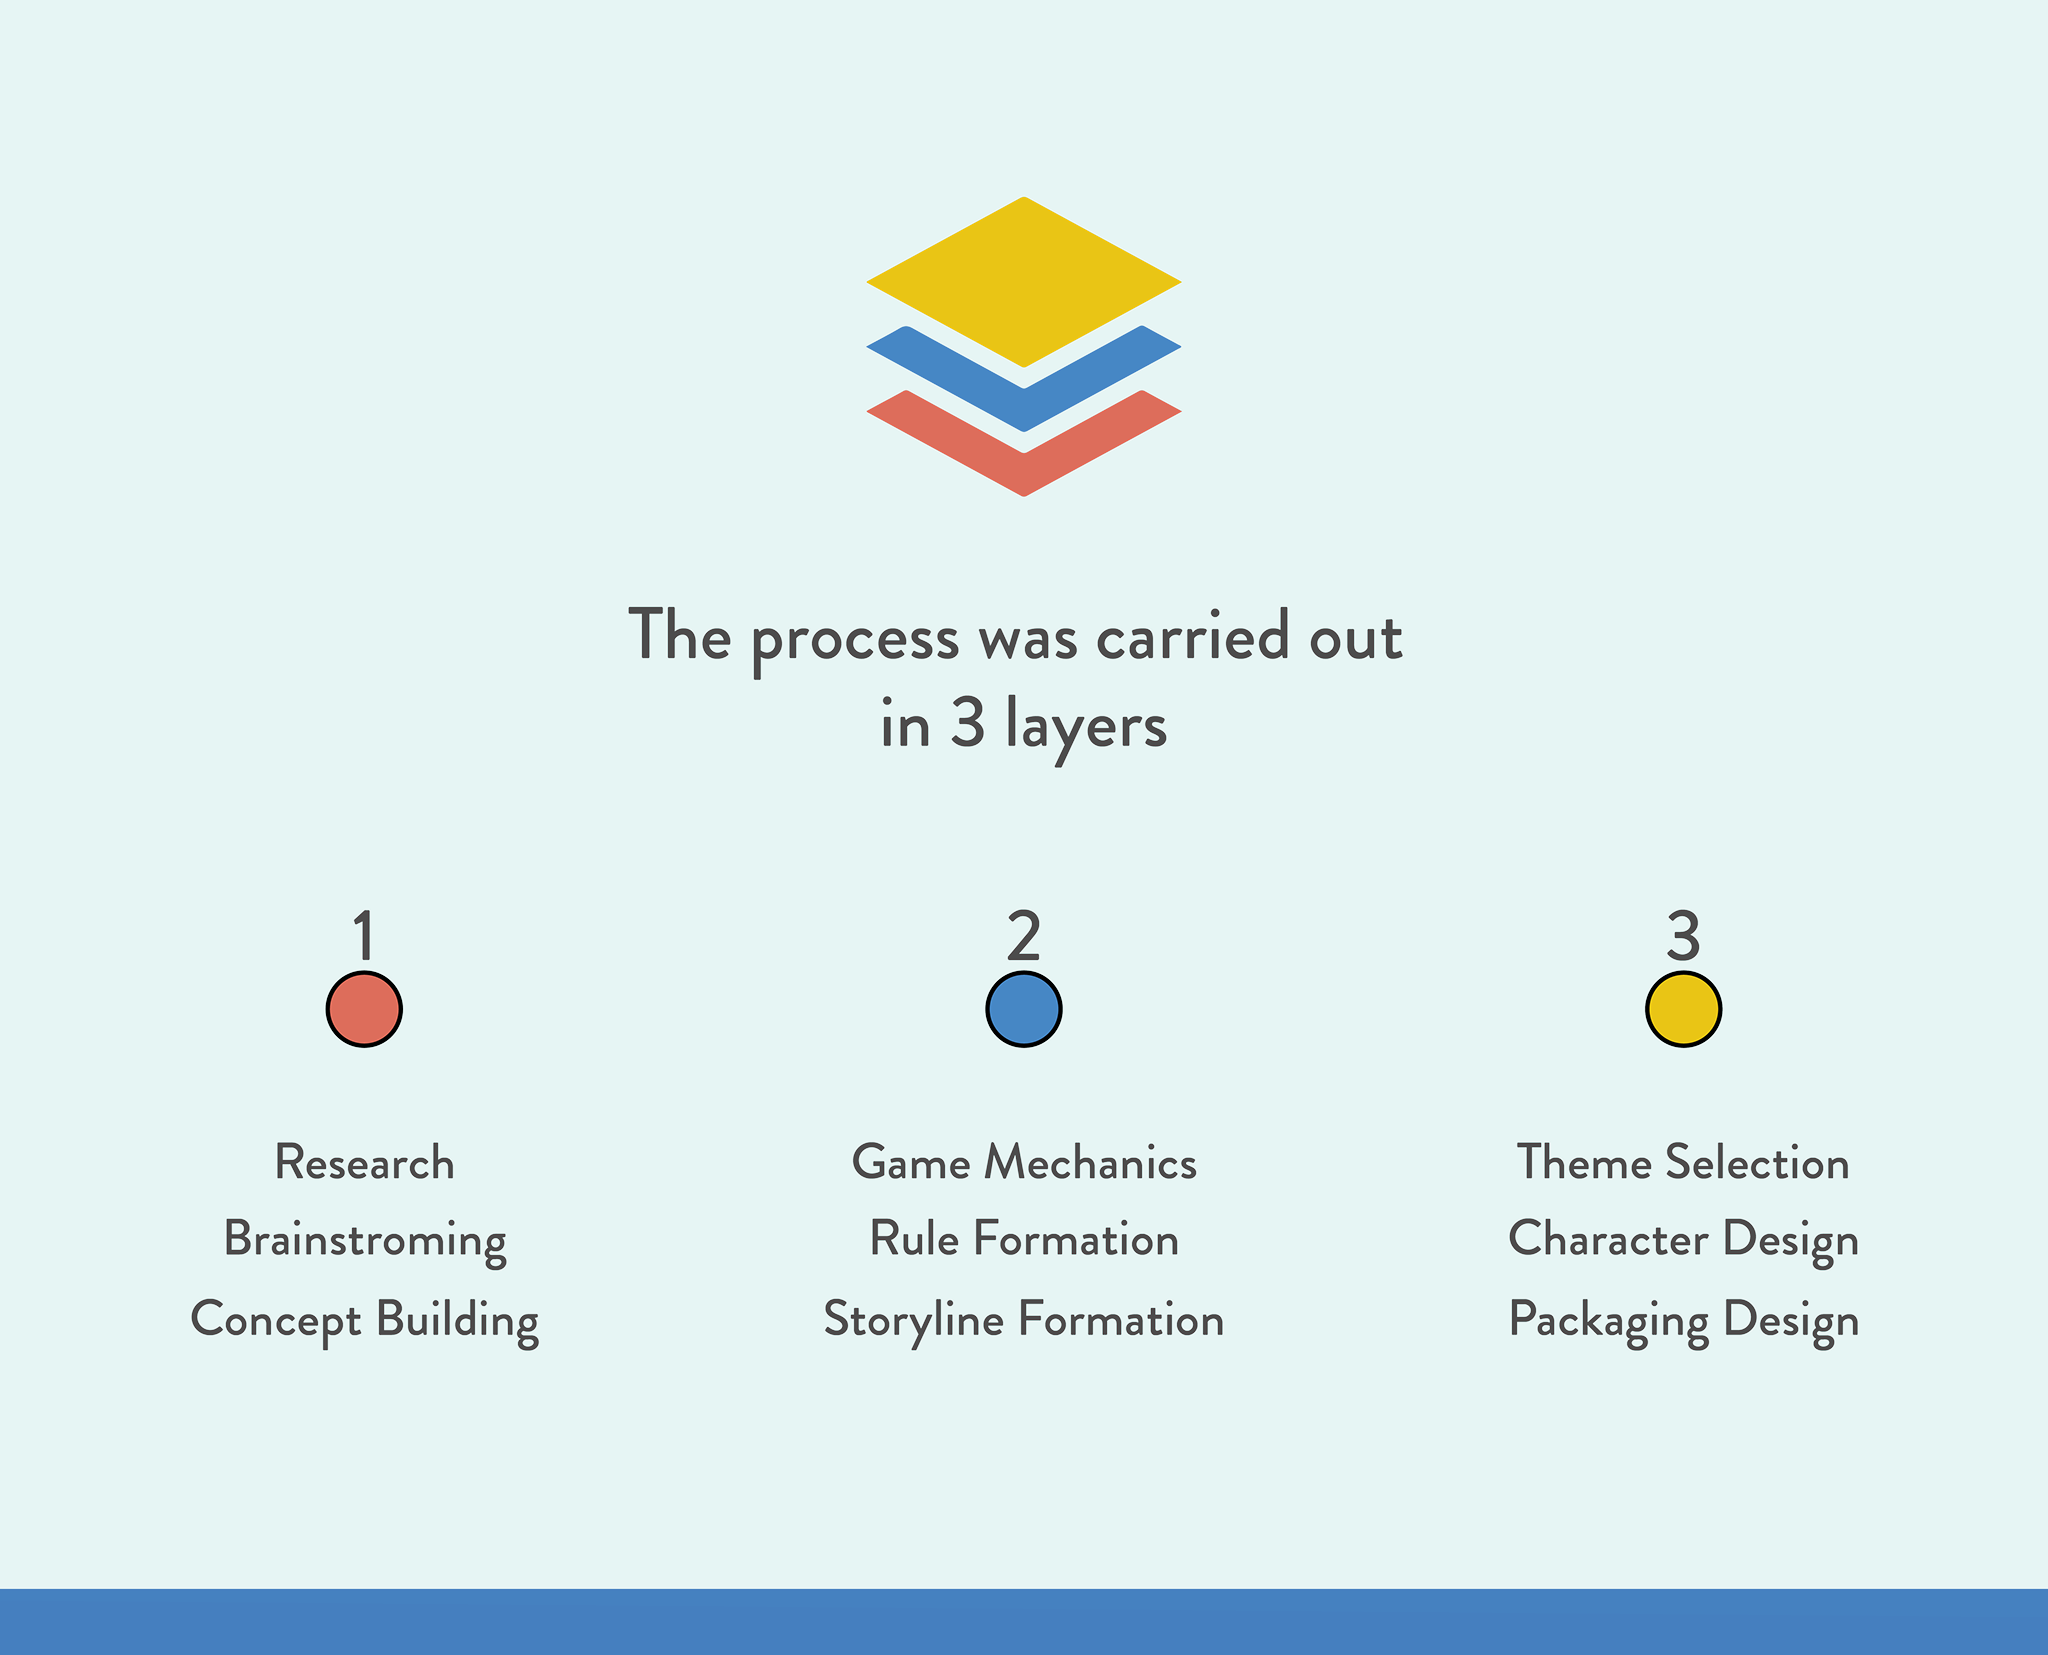 The process was carried out
in 3 layers
1
2
3
Research
Brainstroming
Concept Building
Game Mechanics
Rule Formation
Storyline Formation
Theme Selection
Character Design
Packaging Design